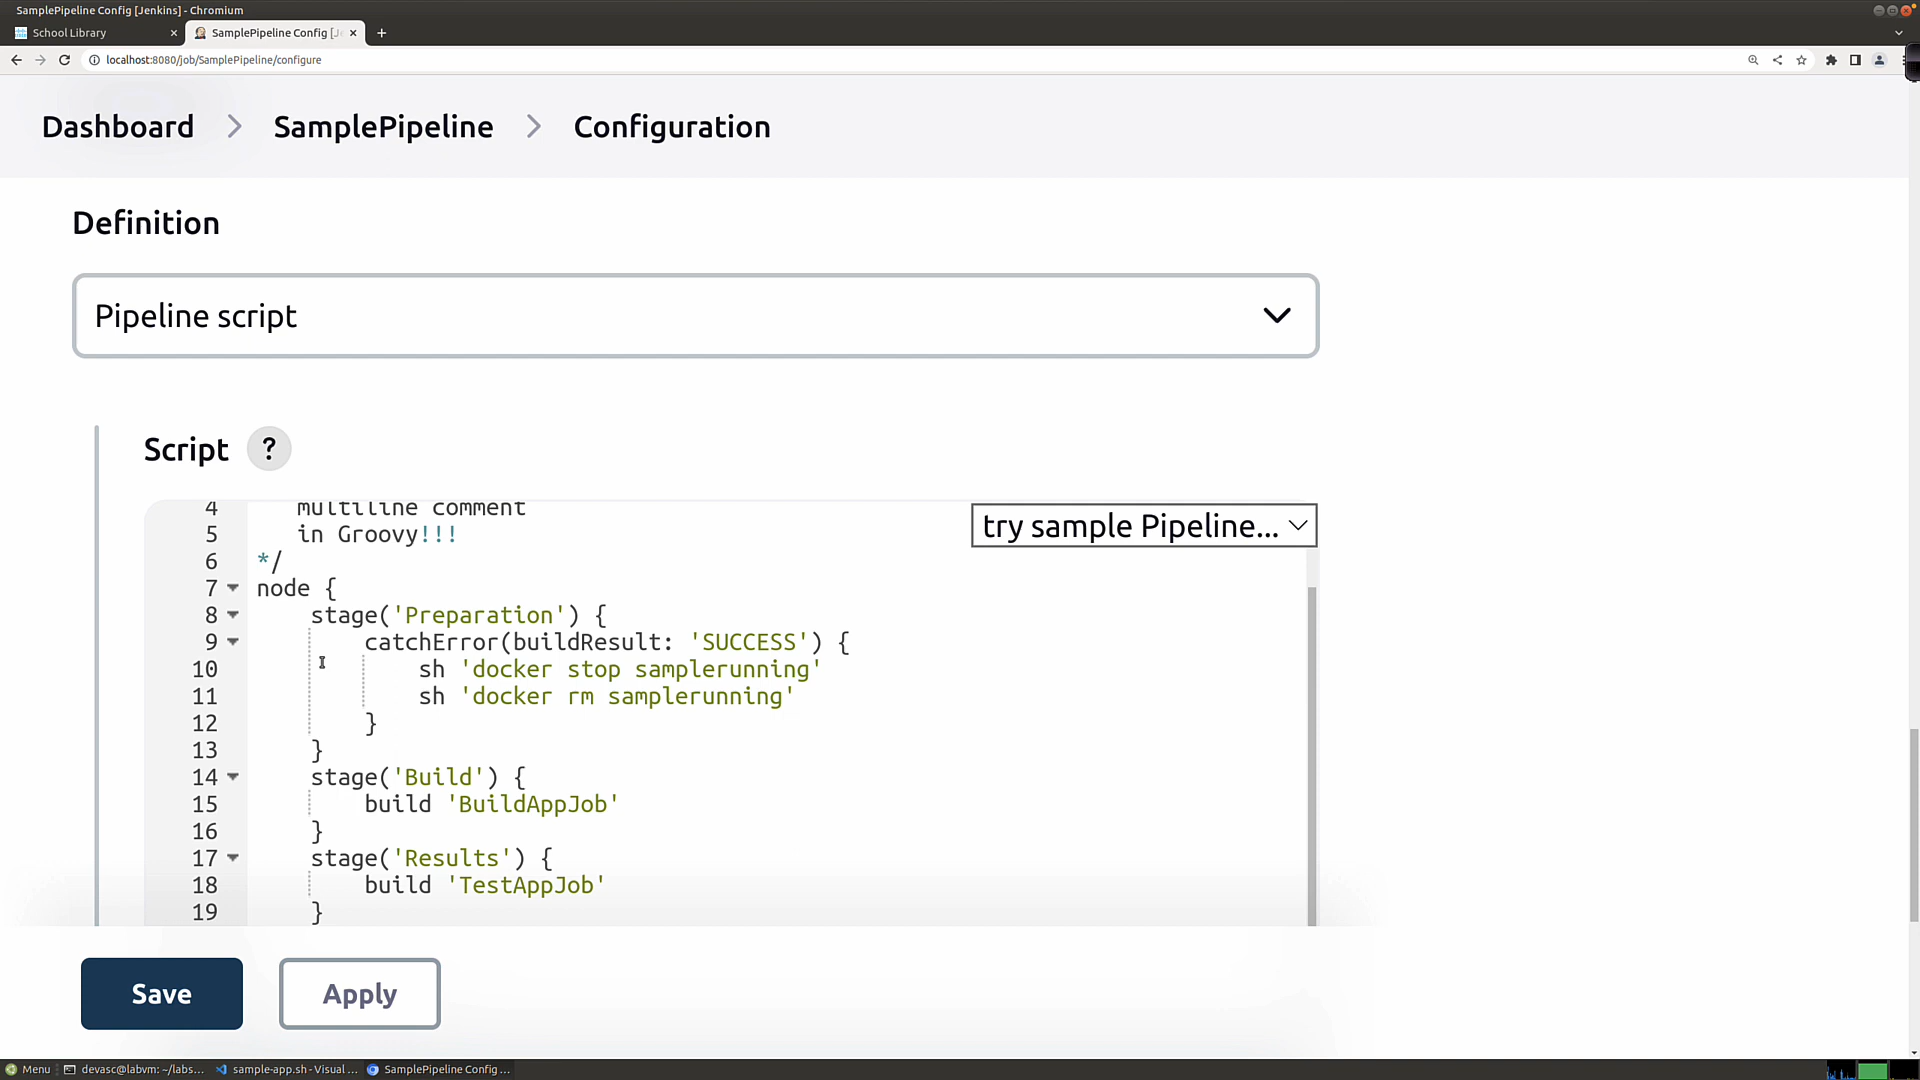 SamplePipeline Config [Jenkins] - Chromium
School Library
SamplePipeline Config [Je
localhost:8080/job/SamplePipeline/configure
Dashboard > SamplePipeline > Configuration
Definition
Pipeline script
Script ?
try sample Pipeline...
4 multiline comment
5 in Groovy!!!
6 */
7 node {
8 stage('Preparation') {
9 catchError(buildResult: 'SUCCESS') {
10 sh 'docker stop samplerunning'
11 sh 'docker rm samplerunning'
12 }
13 }
14 stage('Build') {
15 build 'BuildAppJob'
16 }
17 stage('Results') {
18 build 'TestAppJob'
19 }
Save Apply
Menu devasc@labvm: ~/labs... sample-app.sh - Visual ... SamplePipeline Config ...